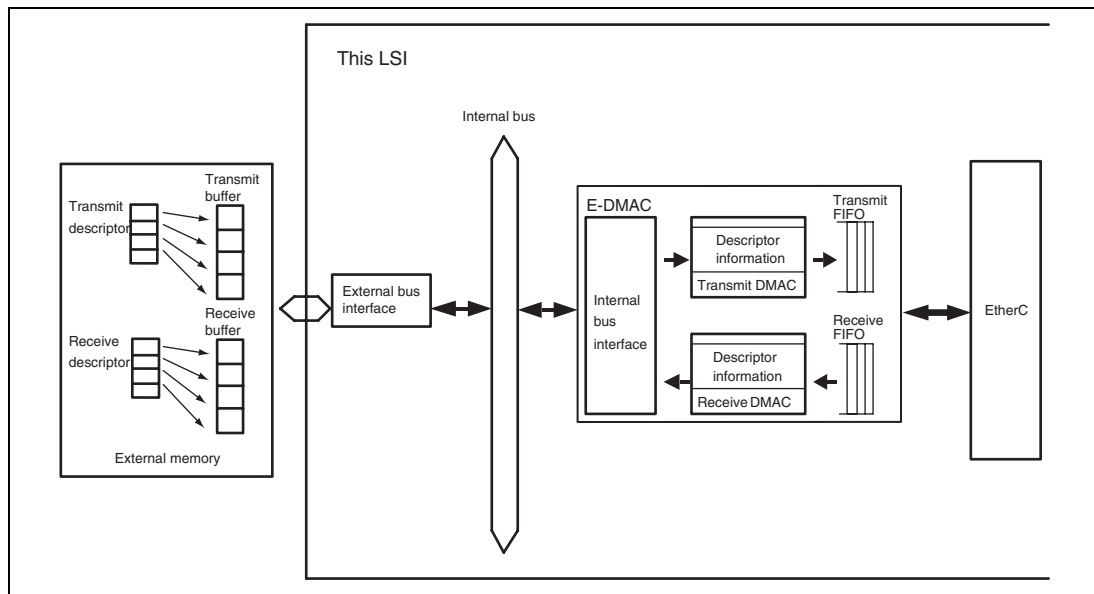 This LSI
Internal bus
Transmit
buffer
Transmit
descriptor
Receive
buffer
Receive
descriptor
External memory
External bus
interface
E-DMAC
Internal
bus
interface
Descriptor
information
Transmit DMAC
Transmit
FIFO
Descriptor
information
Receive DMAC
Receive
FIFO
EtherC